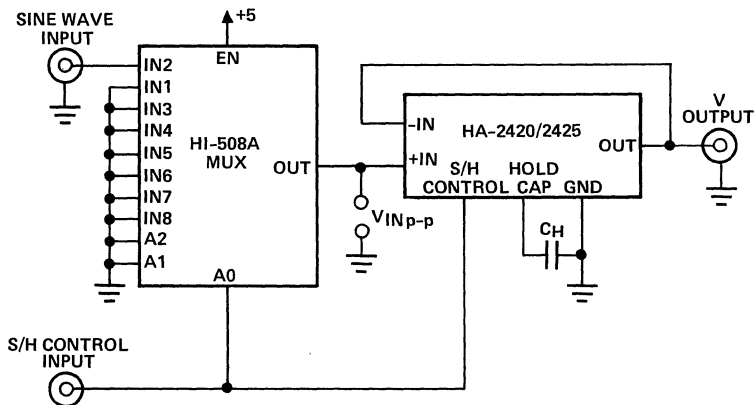 SINE WAVE
INPUT
+5
EN
IN2
IN1
IN3
IN4
IN5
IN6
IN7
IN8
A2
A1
HI-508A
MUX
OUT
A0
VINp-p
-IN
+IN
HA-2420/2425
S/H
CONTROL
HOLD
CAP
GND
OUT
CH
V
OUTPUT
S/H CONTROL
INPUT